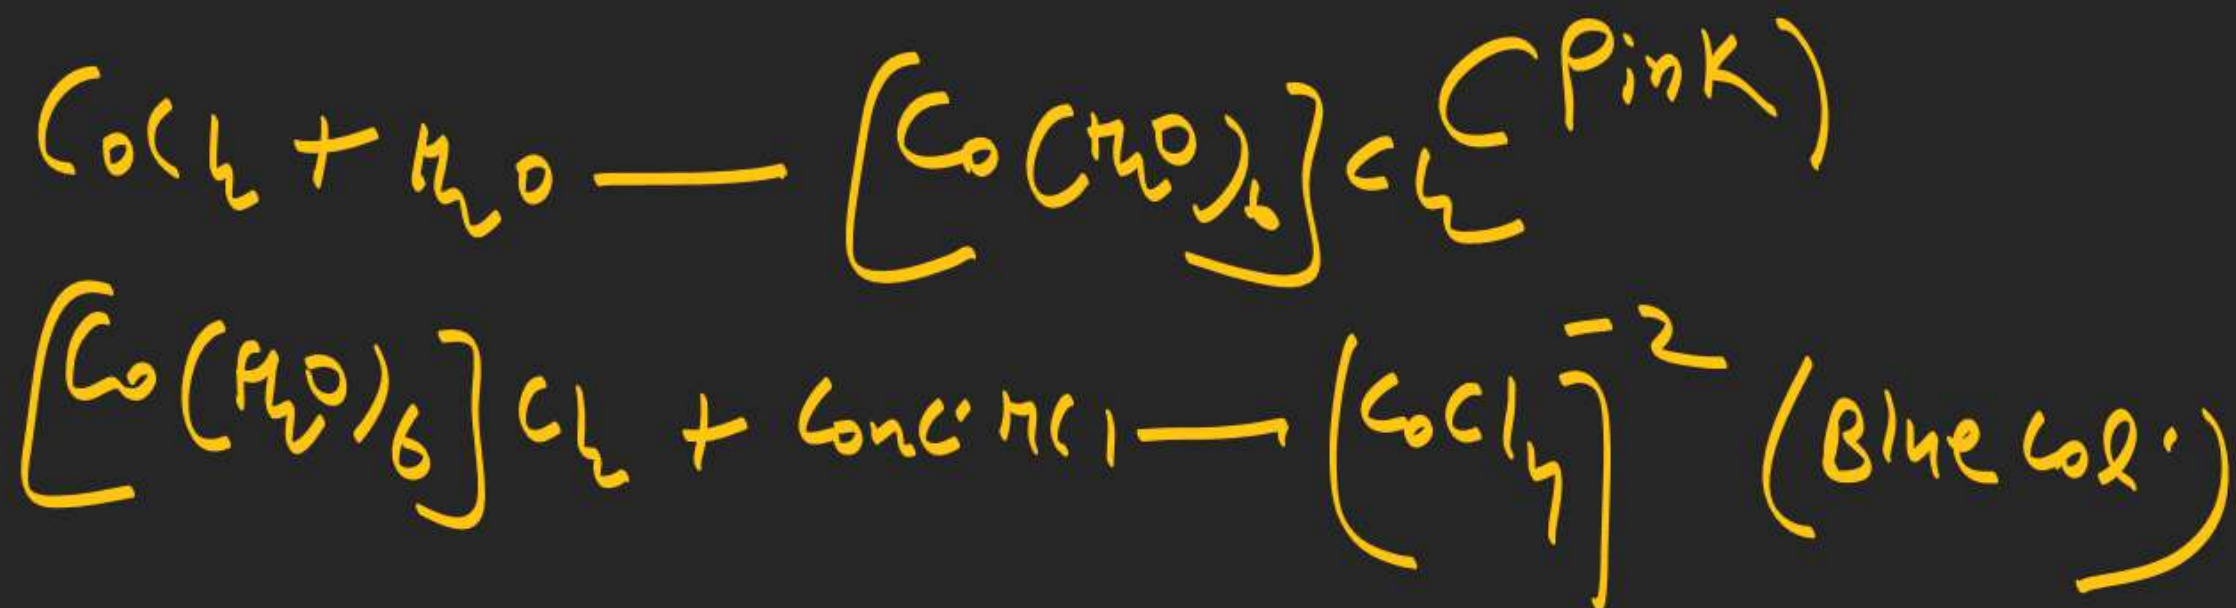 CoCl₂ + H₂O — [Co(H₂O)₆]Cl₂ (Pink)
[Co(H₂O)₆]Cl₂ + Conc. HCl — [CoCl₄]⁻² (Blue Col.)